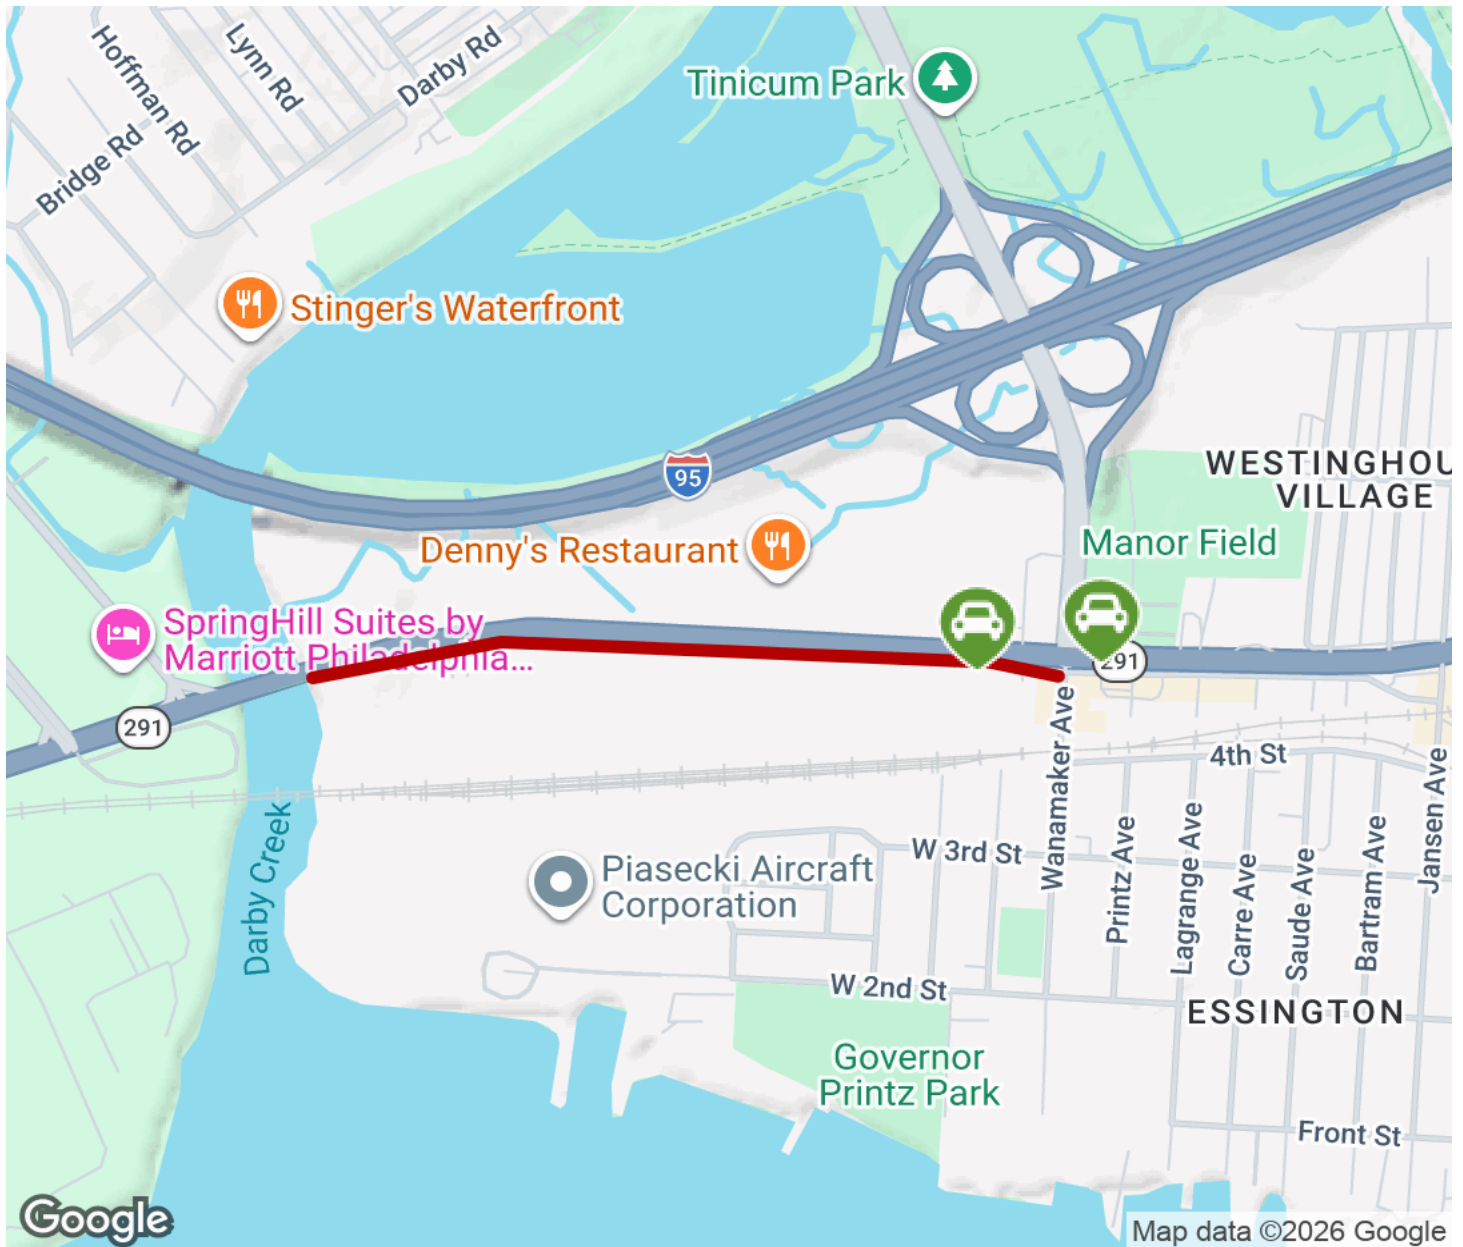 Hoffman Rd
Lynn Rd
Darby Rd
Bridge Rd
Tinicum Park
Stinger's Waterfront
95
WESTINGHOU
VILLAGE
Denny's Restaurant
Manor Field
SpringHill Suites by
Marriott Philadelphia...
291
291
Wanamaker Ave
4th St
Jansen Ave
Darby Creek
Piasecki Aircraft
Corporation
W 3rd St
Printz Ave
Lagrange Ave
Carre Ave
Saude Ave
Bartram Ave
W 2nd St
ESSINGTON
Governor
Printz Park
Front St
Google
Map data ©2026 Google